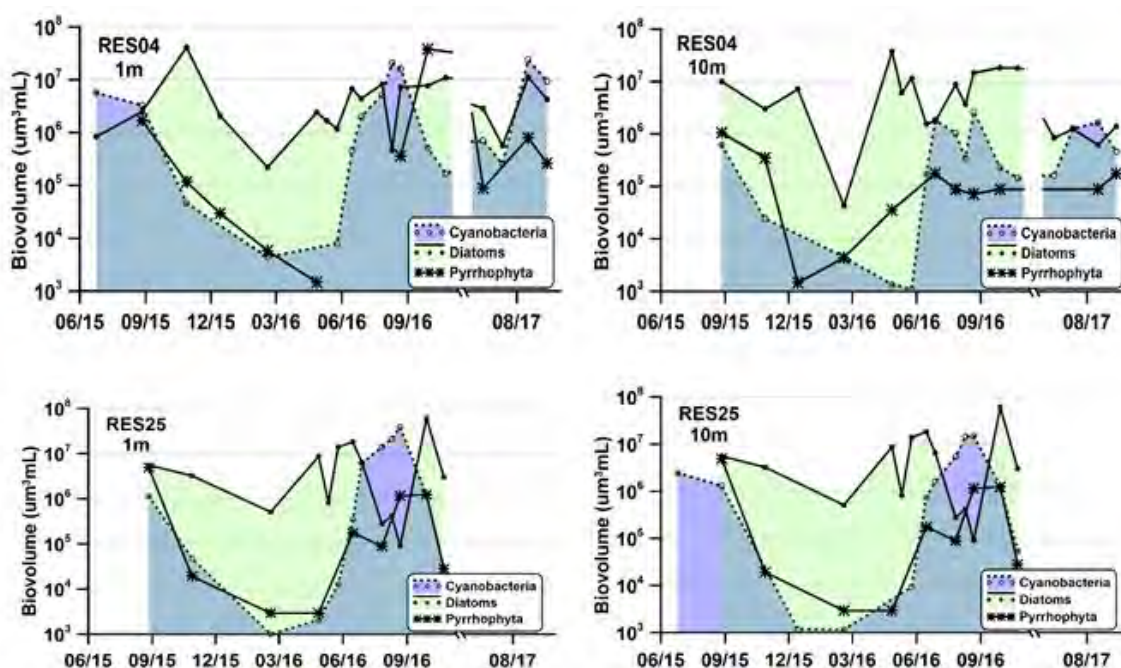 RES04
1m
Biovolume (um³mL)
10⁸
10⁷
10⁶
10⁵
10⁴
10³
Cyanobacteria
Diatoms
Pyrrhophyta
06/15 09/15 12/15 03/16 06/16 09/16 08/17
RES04
10m
Biovolume (um³mL)
10⁸
10⁷
10⁶
10⁵
10⁴
10³
Cyanobacteria
Diatoms
Pyrrhophyta
06/15 09/15 12/15 03/16 06/16 09/16 08/17
RES25
1m
Biovolume (um³mL)
10⁸
10⁷
10⁶
10⁵
10⁴
10³
Cyanobacteria
Diatoms
Pyrrhophyta
06/15 09/15 12/15 03/16 06/16 09/16 08/17
RES25
10m
Biovolume (um³mL)
10⁸
10⁷
10⁶
10⁵
10⁴
10³
Cyanobacteria
Diatoms
Pyrrhophyta
06/15 09/15 12/15 03/16 06/16 09/16 08/17